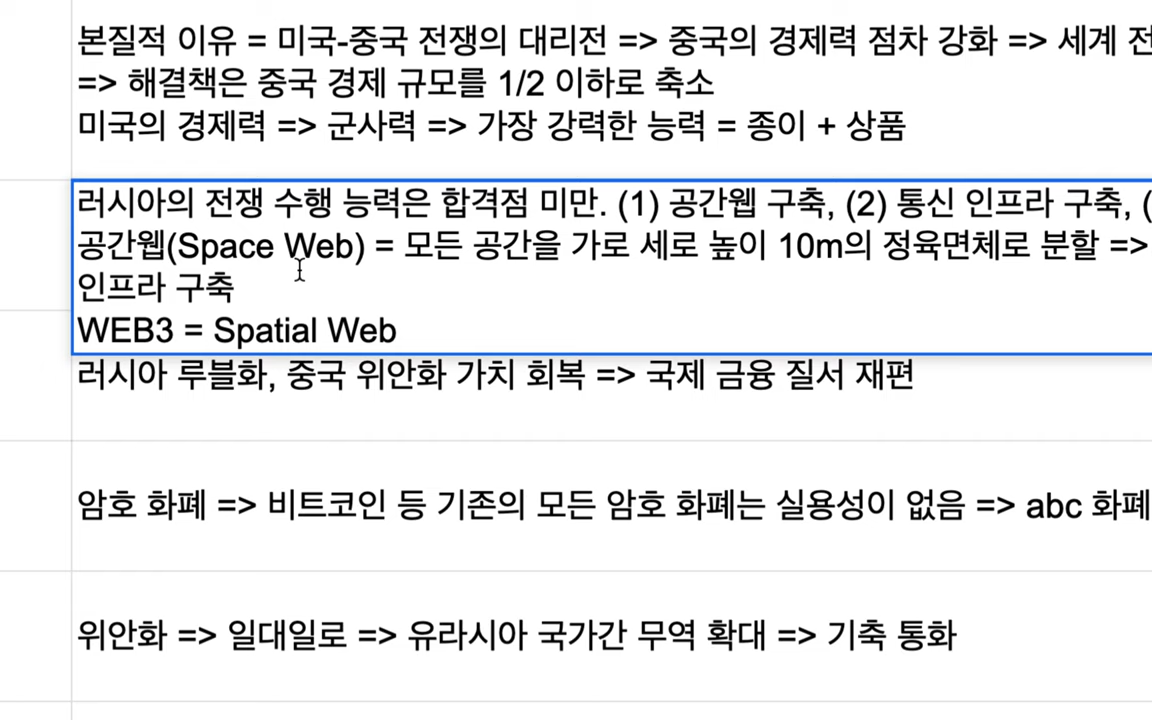 본질적 이유 = 미국-중국 전쟁의 대리전 => 중국의 경제력 점차 강화 => 세계 전
=> 해결책은 중국 경제 규모를 1/2 이하로 축소
미국의 경제력 => 군사력 => 가장 강력한 능력 = 종이 + 상품
러시아의 전쟁 수행 능력은 합격점 미만. (1) 공간웹 구축, (2) 통신 인프라 구축, (
공간웹(Space Web) = 모든 공간을 가로 세로 높이 10m의 정육면체로 분할 =>
인프라 구축
WEB3 = Spatial Web
러시아 루블화, 중국 위안화 가치 회복 => 국제 금융 질서 재편
암호 화폐 => 비트코인 등 기존의 모든 암호 화폐는 실용성이 없음 => abc 화폐
위안화 => 일대일로 => 유라시아 국가간 무역 확대 => 기축 통화